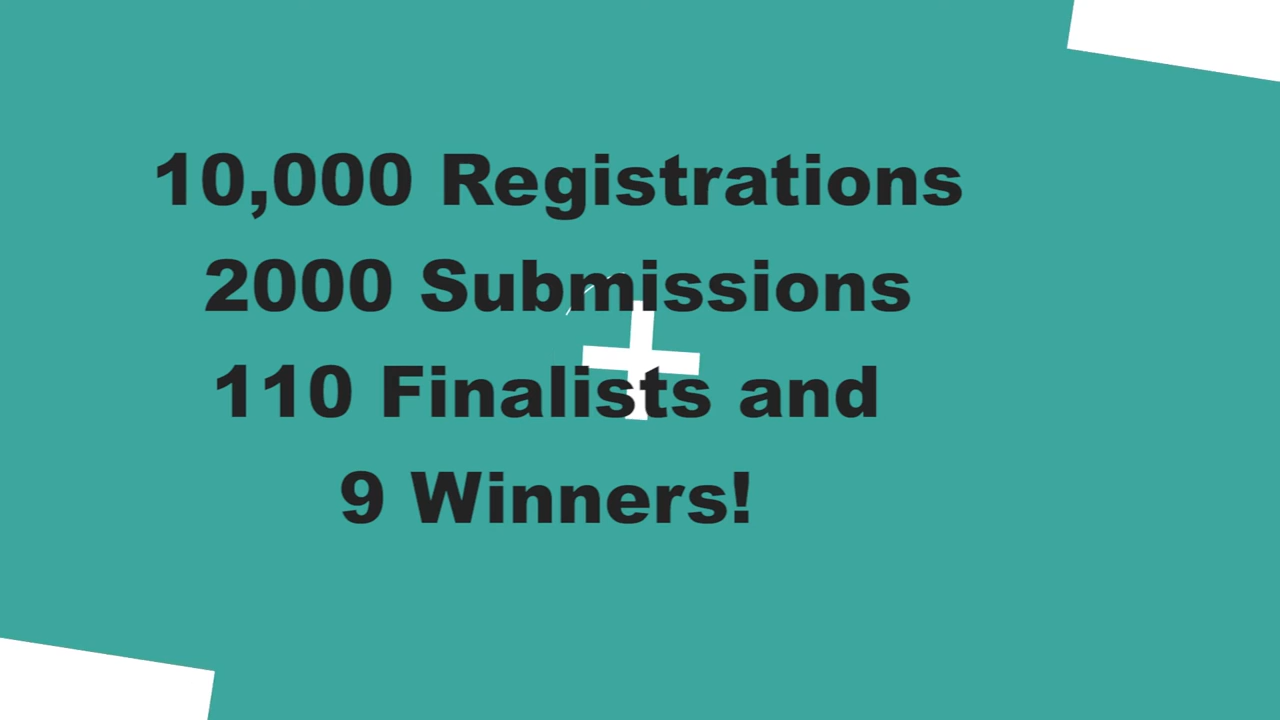 10,000 Registrations
2000 Submissions
110 Finalists and
9 Winners!